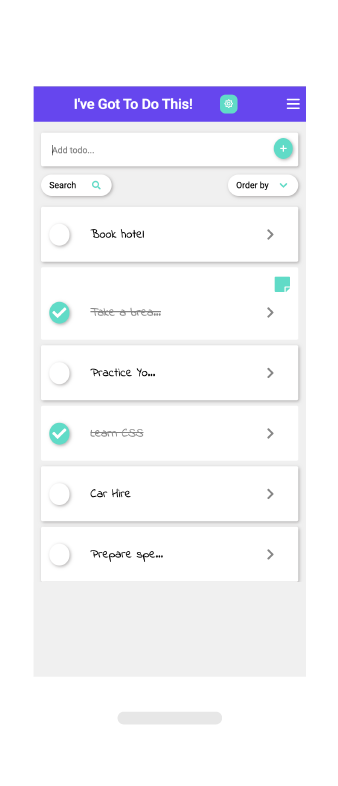 I've Got To Do This!
Add todo...
Search
Order by
Book hotel
Take a brea...
Practice Yo...
Learn CSS
Car Hire
Prepare spe...